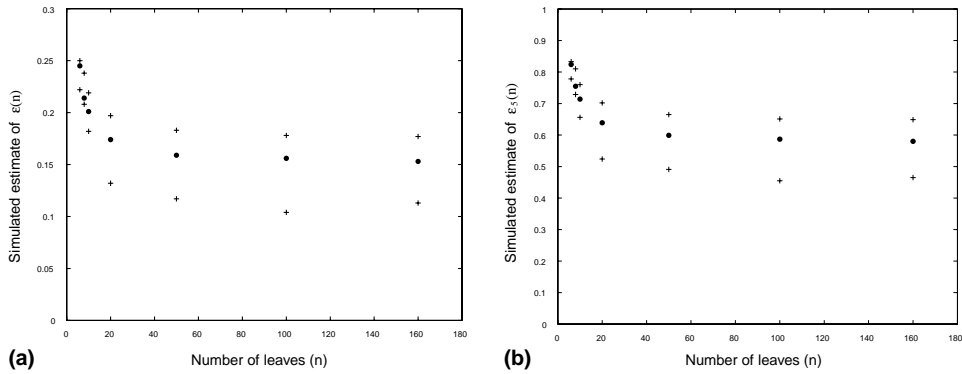 0.3
0.25
0.2
0.15
0.1
0.05
0
0 20 40 60 80 100 120 140 160 180
Simulated estimate of ε(n)
Number of leaves (n)
(a)
1
0.9
0.8
0.7
0.6
0.5
0.4
0.3
0.2
0.1
0
0 20 40 60 80 100 120 140 160 180
Simulated estimate of ε5(n)
Number of leaves (n)
(b)